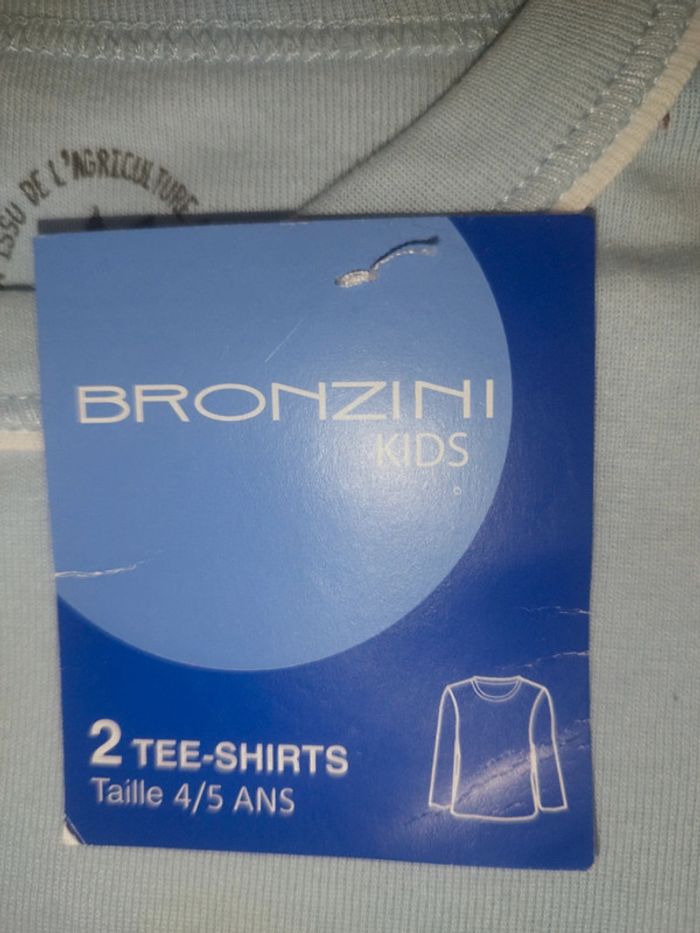 ISSU DE L'AGRICULTURE
BRONZINI
KIDS
2 TEE-SHIRTS
Taille 4/5 ANS